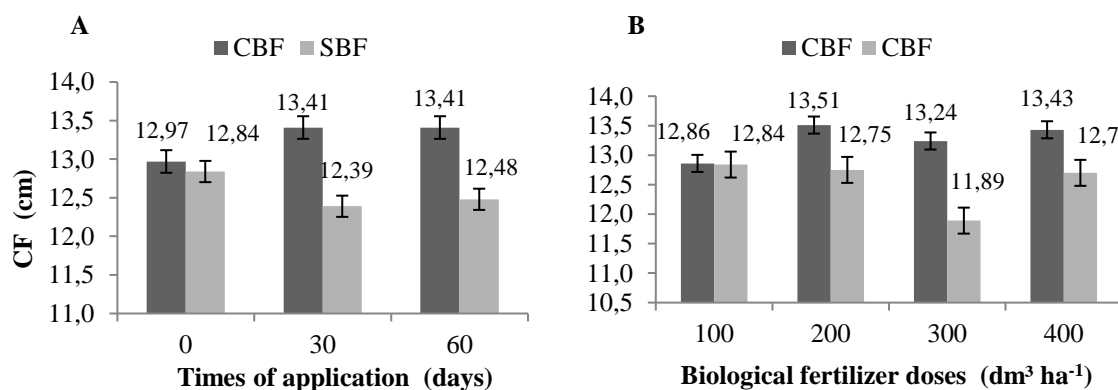 A
CBF SBF
CF (cm)
14,0
13,5
13,0
12,5
12,0
11,5
11,0
12,97 12,84 13,41 12,39 13,41 12,48
0 30 60
Times of application (days)
B
CBF CBF
14,0
13,5
13,0
12,5
12,0
11,5
11,0
10,5
12,86 12,84 13,51 12,75 13,24 11,89 13,43 12,7
100 200 300 400
Biological fertilizer doses (dm³ ha⁻¹)